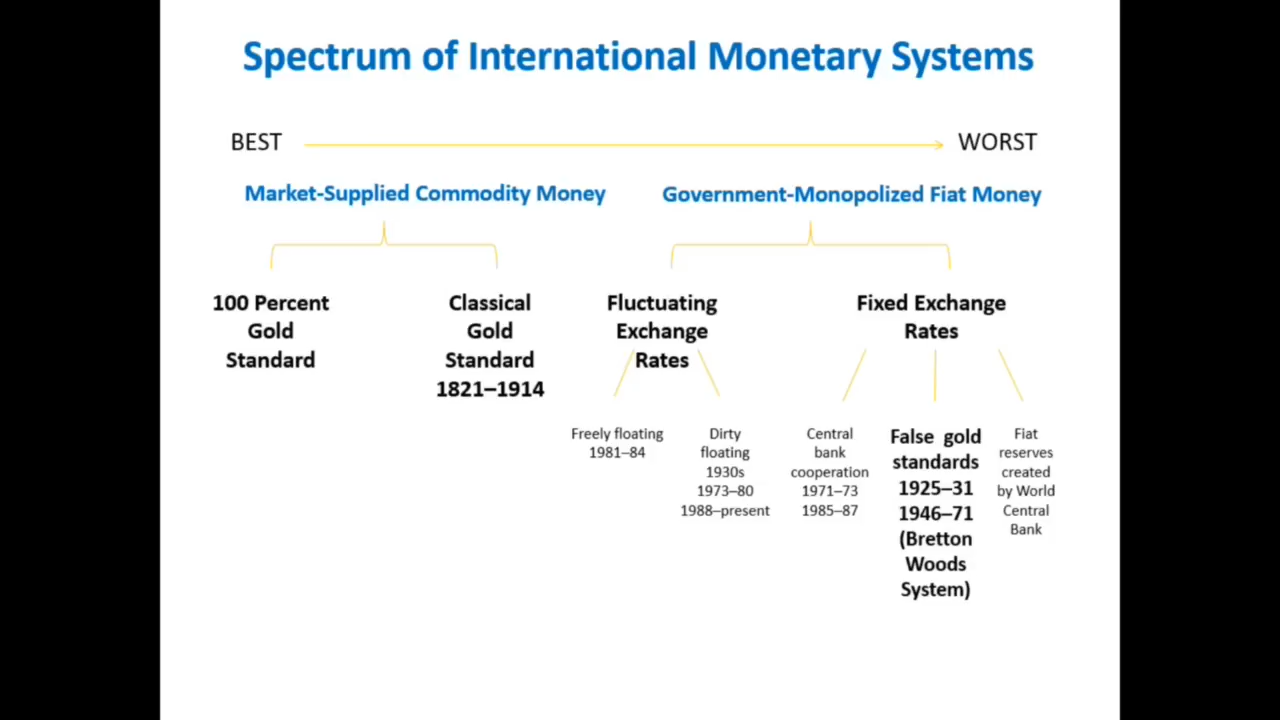 Spectrum of International Monetary Systems
BEST
WORST
Market-Supplied Commodity Money
Government-Monopolized Fiat Money
100 Percent
Gold
Standard
Classical
Gold
Standard
1821–1914
Fluctuating
Exchange
Rates
Fixed Exchange
Rates
Freely floating
1981–84
Dirty
floating
1930s
1973–80
1988–present
Central
bank
cooperation
1971–73
1985–87
False gold
standards
1925–31
1946–71
(Bretton
Woods
System)
Fiat
reserves
created
by World
Central
Bank